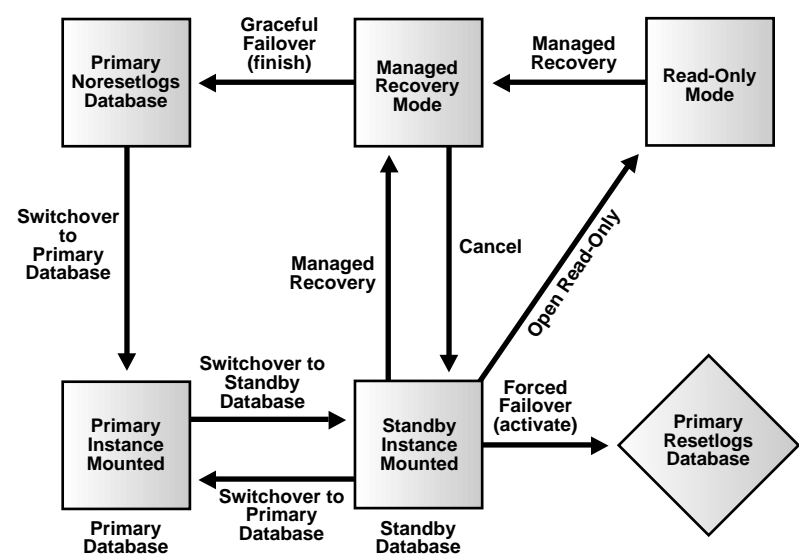 Graceful
Failover
(finish)
Primary
Noresetlogs
Database
Managed
Recovery
Mode
Managed
Recovery
Read-Only
Mode
Switchover
to
Primary
Database
Managed
Recovery
Cancel
Open Read-Only
Switchover to
Standby
Database
Forced
Failover
(activate)
Primary
Instance
Mounted
Standby
Instance
Mounted
Primary
Resetlogs
Database
Switchover to
Primary
Database
Primary
Database
Standby
Database